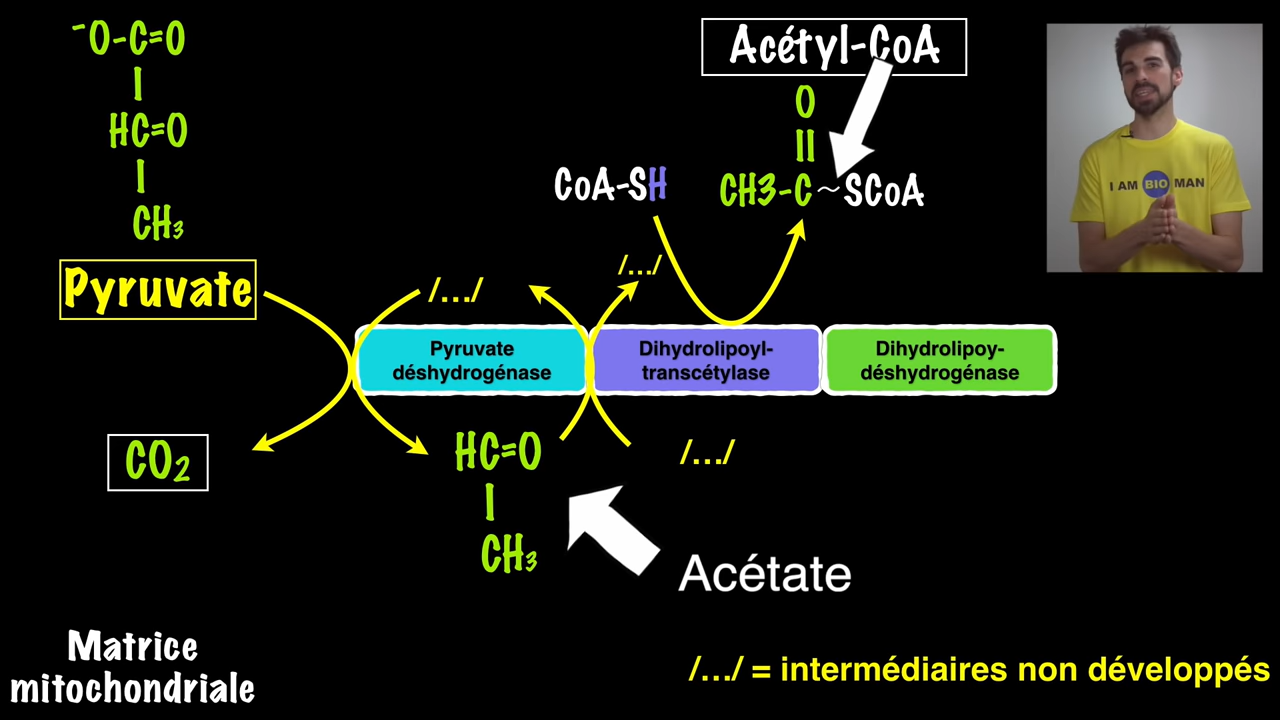 ⁻O-C=O
|
HC=O
|
CH₃
Pyruvate
CO₂
Acétyl-CoA
O
||
CoA-SH
CH3-C~SCoA
I AM BIO MAN
/.../
/.../
Pyruvate
déshydrogénase
Dihydrolipoyl-
transcétylase
Dihydrolipoy-
déshydrogénase
HC=O
|
CH₃
/.../
Acétate
Matrice
mitochondriale
/.../ = intermédiaires non développés